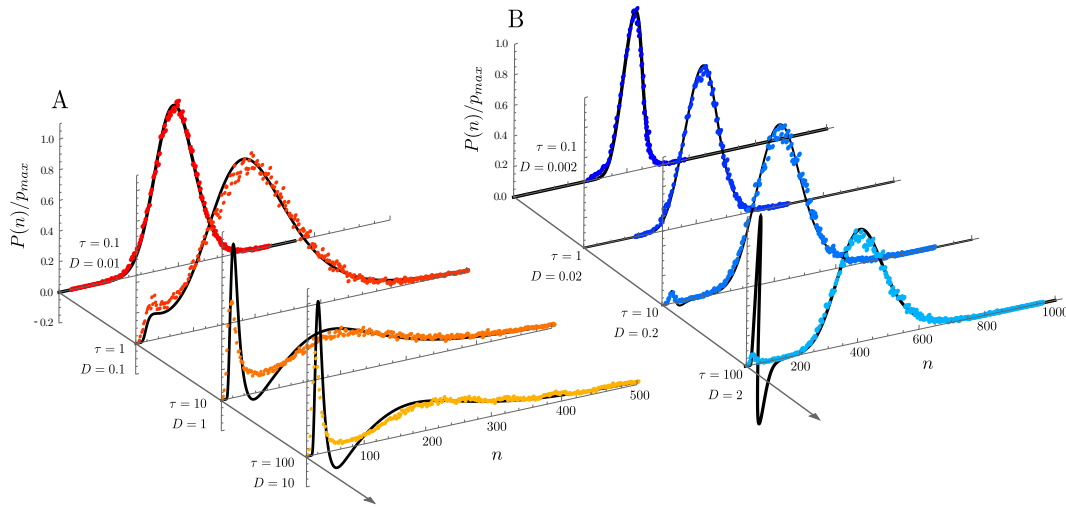 A
P(n)/p_max
1.0
0.8
0.6
0.4
0.2
0.0
-0.2
τ = 0.1
D = 0.01
τ = 1
D = 0.1
τ = 10
D = 1
τ = 100
D = 10
100
200
300
400
500
n
B
P(n)/p_max
1.0
0.8
0.6
0.4
0.2
0.0
τ = 0.1
D = 0.002
τ = 1
D = 0.02
τ = 10
D = 0.2
τ = 100
D = 2
200
400
600
800
1000
n